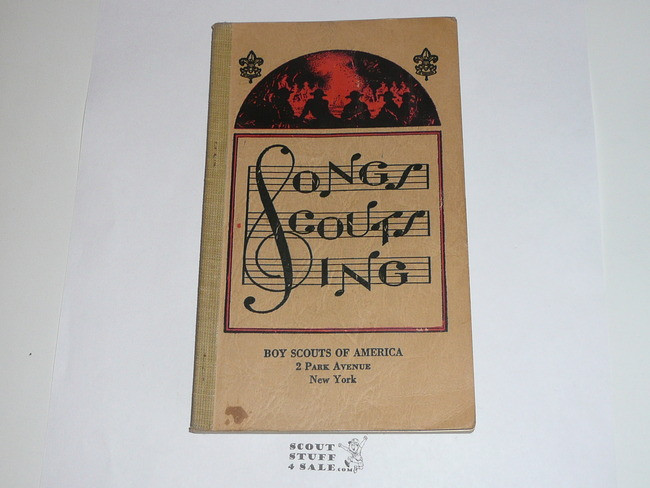 SONGS
SCOUTS
SING
BOY SCOUTS OF AMERICA
2 PARK AVENUE
New York
SCOUT
STUFF
4 SALE.COM